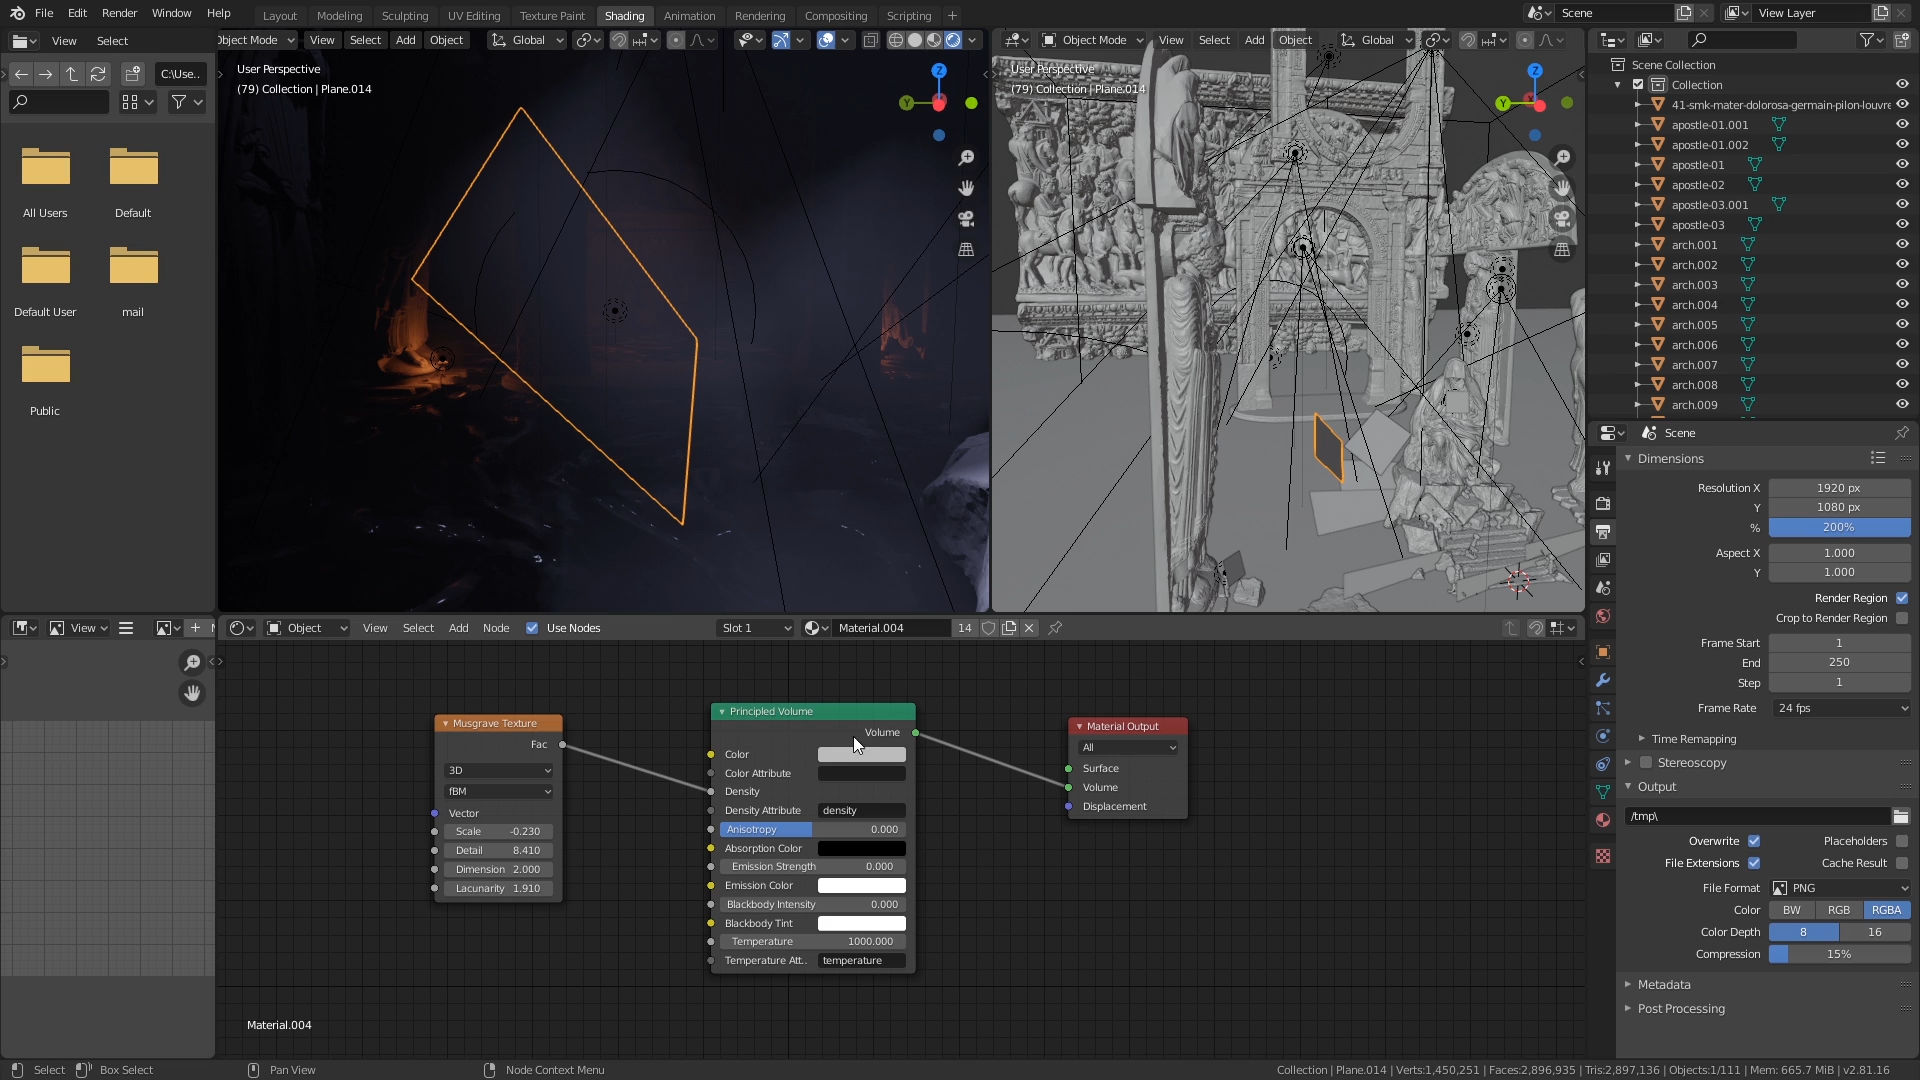 File Edit Render Window Help
Layout Modeling Sculpting UV Editing Texture Paint Shading Animation Rendering Compositing Scripting +
Scene
View Layer
View Select
Object Mode View Select Add Object Global
Object Mode View Select Add Object Global
C:\Use..
All Users
Default
Default User
mail
Public
User Perspective
(79) Collection | Plane.014
Z
Y
User Perspective
(79) Collection | Plane.014
Z
Y
Scene Collection
Collection
41-smk-mater-dolorosa-germain-pilon-louvre
apostle-01.001
apostle-01.002
apostle-01
apostle-02
apostle-03.001
apostle-03
arch.001
arch.002
arch.003
arch.004
arch.005
arch.006
arch.007
arch.008
arch.009
Scene
Dimensions
Resolution X 1920 px
Y 1080 px
% 200%
Aspect X 1.000
Y 1.000
Render Region
Crop to Render Region
Frame Start 1
End 250
Step 1
Frame Rate 24 fps
Time Remapping
Stereoscopy
Output
/tmp\
Overwrite Placeholders
File Extensions Cache Result
File Format PNG
Color BW RGB RGBA
Color Depth 8 16
Compression 15%
Metadata
Post Processing
View
Object View Select Add Node Use Nodes Slot 1 Material.004 14
Musgrave Texture
Fac
3D
fBM
Vector
Scale -0.230
Detail 8.410
Dimension 2.000
Lacunarity 1.910
Principled Volume
Volume
Color
Color Attribute
Density
Density Attribute density
Anisotropy 0.000
Absorption Color
Emission Strength 0.000
Emission Color
Blackbody Intensity 0.000
Blackbody Tint
Temperature 1000.000
Temperature Att.. temperature
Material Output
All
Surface
Volume
Displacement
Material.004
Select Box Select Pan View Node Context Menu
Collection | Plane.014 | Verts:1,450,251 | Faces:2,896,935 | Tris:2,897,136 | Objects:1/111 | Mem: 665.7 MiB | v2.81.16